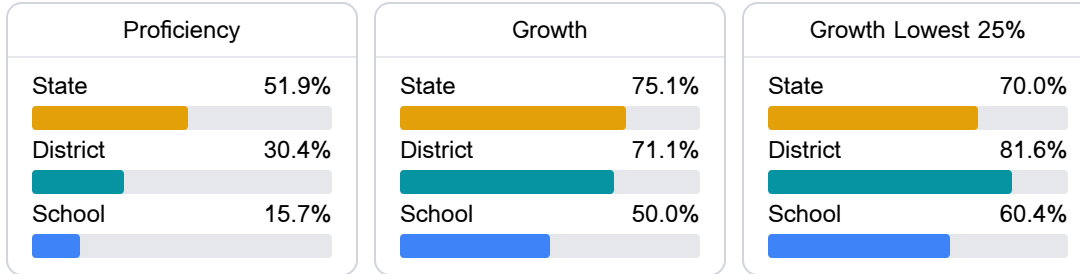 Proficiency
State 51.9%
District 30.4%
School 15.7%
Growth
State 75.1%
District 71.1%
School 50.0%
Growth Lowest 25%
State 70.0%
District 81.6%
School 60.4%